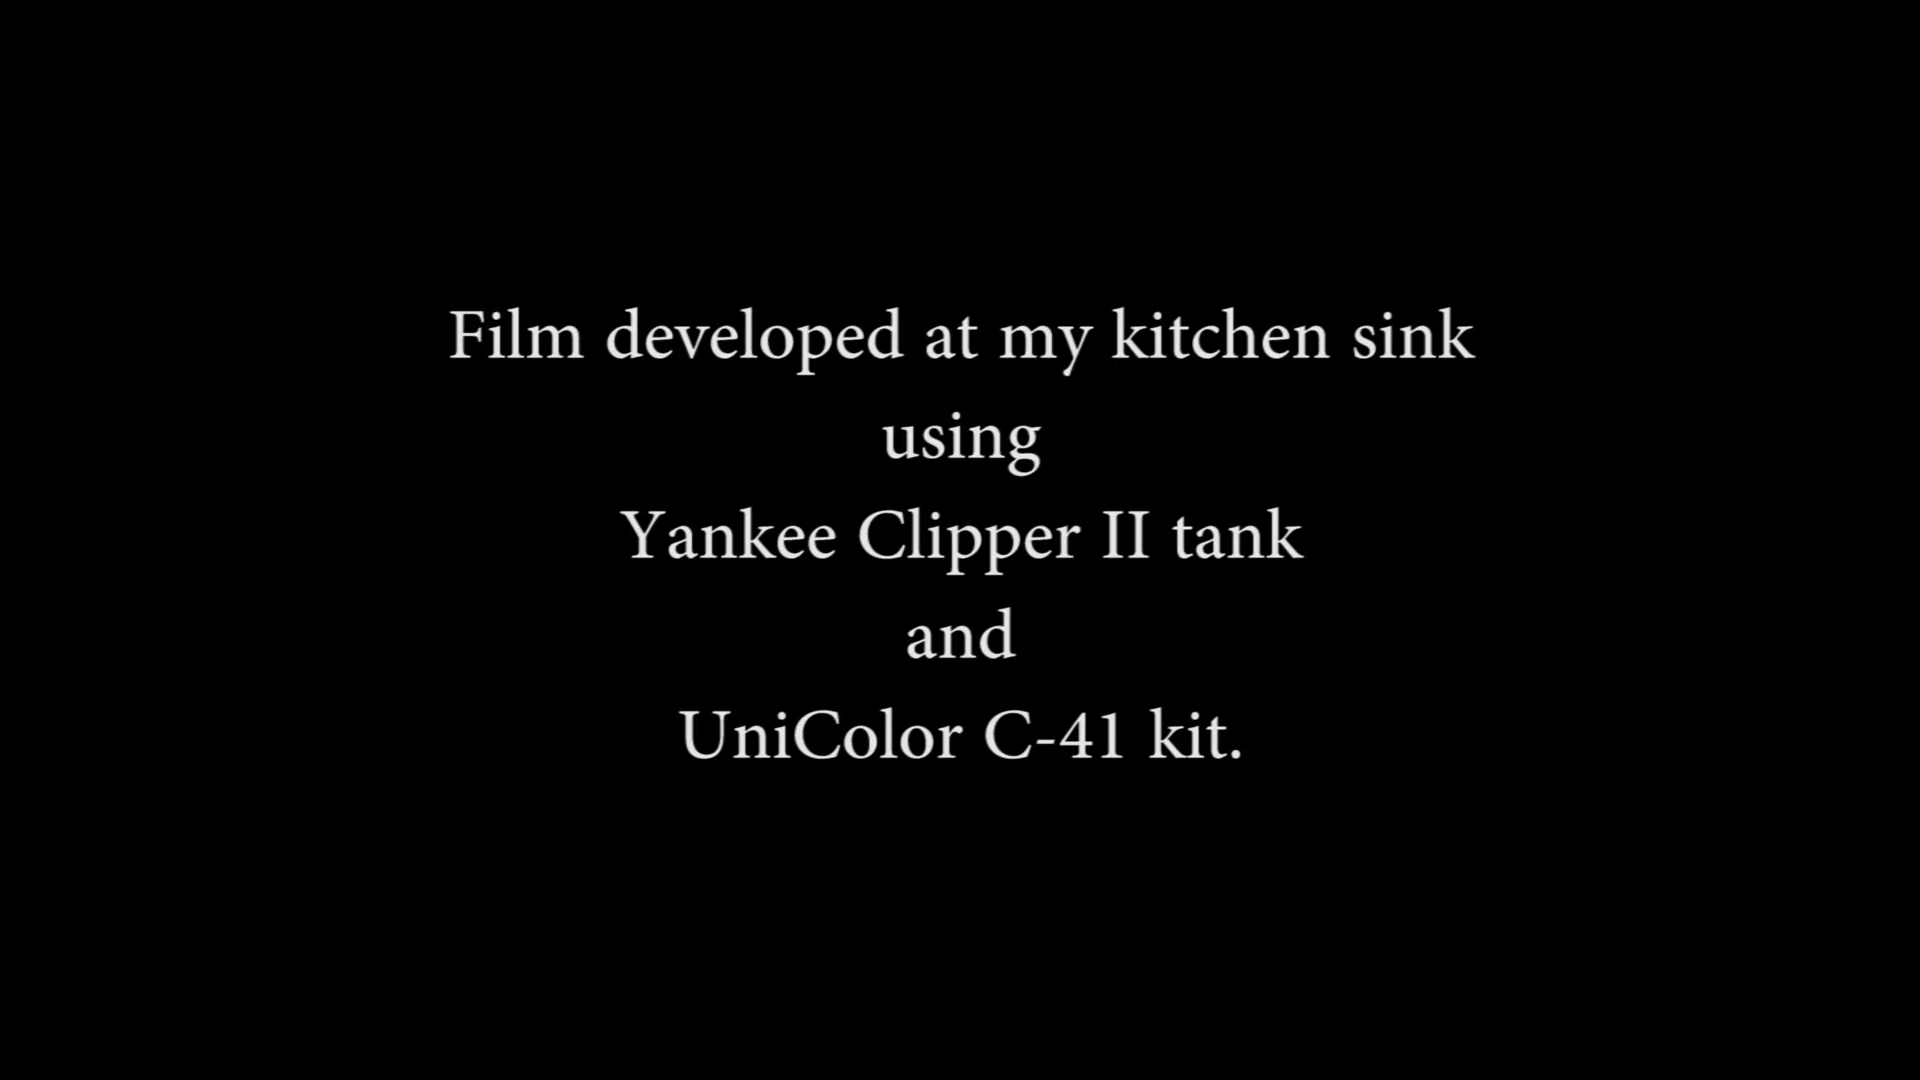 Film developed at my kitchen sink
using
Yankee Clipper II tank
and
UniColor C-41 kit.